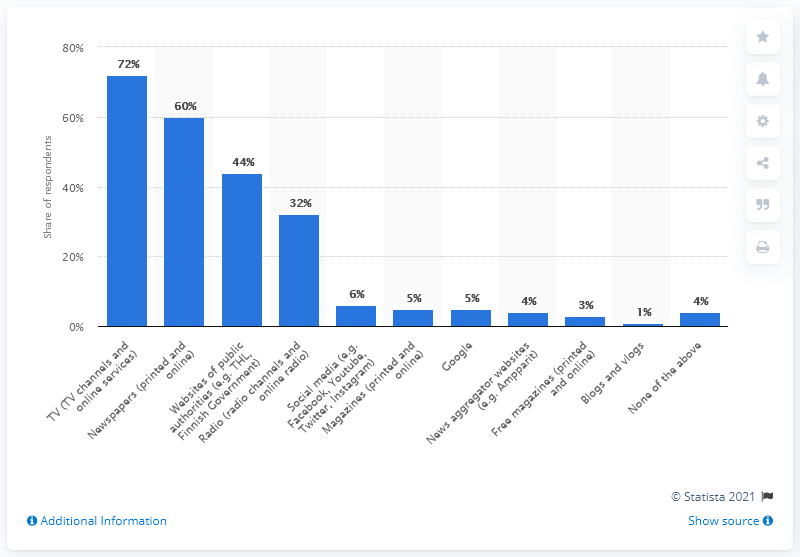 80%
60%
40%
20%
0%
Share of respondents
72%
60%
44%
32%
6%
5%
5%
4%
3%
1%
4%
TV (TV channels and
online services)
Newspapers (printed and
online)
Websites of public
authorities (e.g. THL,
Finnish Government)
Radio (radio channels and
online radio)
Social media (e.g.
Facebook, Youtube,
Twitter, Instagram)
Magazines (printed and
online)
Google
News aggregator websites
(e.g. Ampparit)
Free magazines (printed
and online)
Blogs and vlogs
None of the above
© Statista 2021
Additional Information
Show source